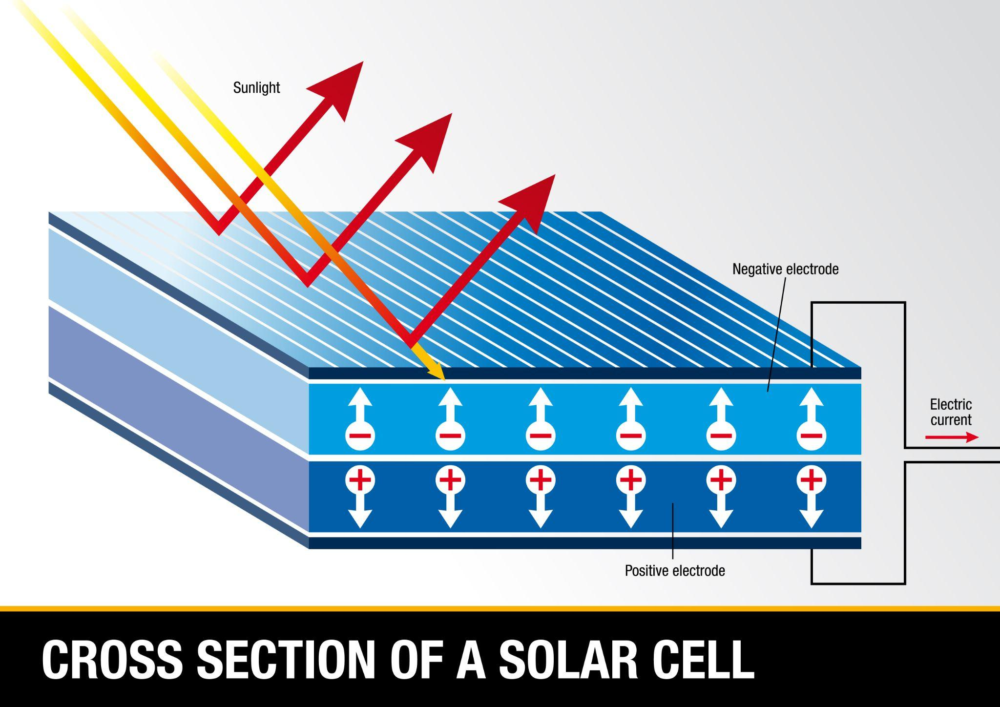 Sunlight
Negative electrode
Electric
current
Positive electrode
CROSS SECTION OF A SOLAR CELL